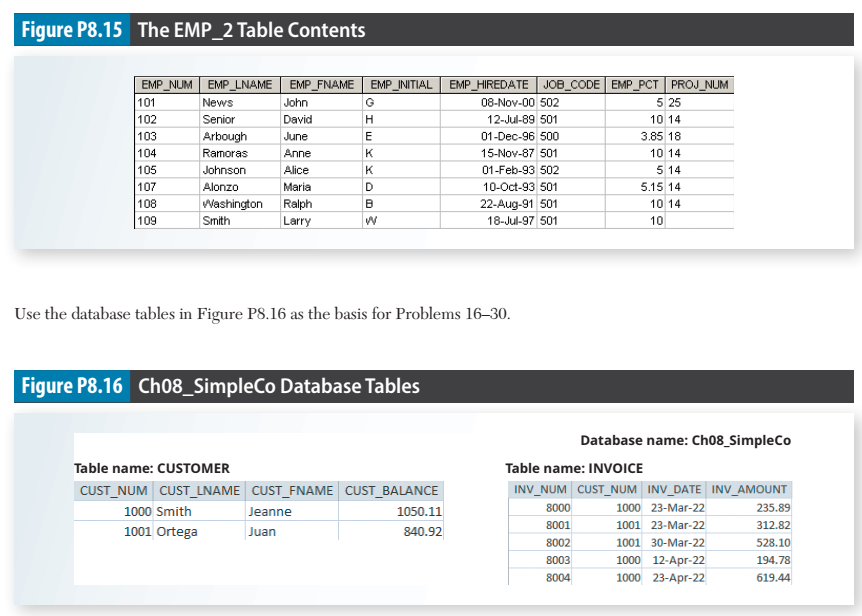 Figure P8.15 The EMP_2 Table Contents
EMP_NUM EMP_LNAME EMP_FNAME EMP_INITIAL EMP_HIREDATE JOB_CODE EMP_PCT PROJ_NUM
101 News John G 08-Nov-00 502 5 25
102 Senior David H 12-Jul-89 501 10 14
103 Arbough June E 01-Dec-96 500 3.85 18
104 Ramoras Anne K 15-Nov-87 501 10 14
105 Johnson Alice K 01-Feb-93 502 5 14
107 Alonzo Maria D 10-Oct-93 501 5.15 14
108 Washington Ralph B 22-Aug-91 501 10 14
109 Smith Larry W 18-Jul-97 501 10
Use the database tables in Figure P8.16 as the basis for Problems 16–30.
Figure P8.16 Ch08_SimpleCo Database Tables
Database name: Ch08_SimpleCo
Table name: CUSTOMER
CUST_NUM CUST_LNAME CUST_FNAME CUST_BALANCE
1000 Smith Jeanne 1050.11
1001 Ortega Juan 840.92
Table name: INVOICE
INV_NUM CUST_NUM INV_DATE INV_AMOUNT
8000 1000 23-Mar-22 235.89
8001 1001 23-Mar-22 312.82
8002 1001 30-Mar-22 528.10
8003 1000 12-Apr-22 194.78
8004 1000 23-Apr-22 619.44